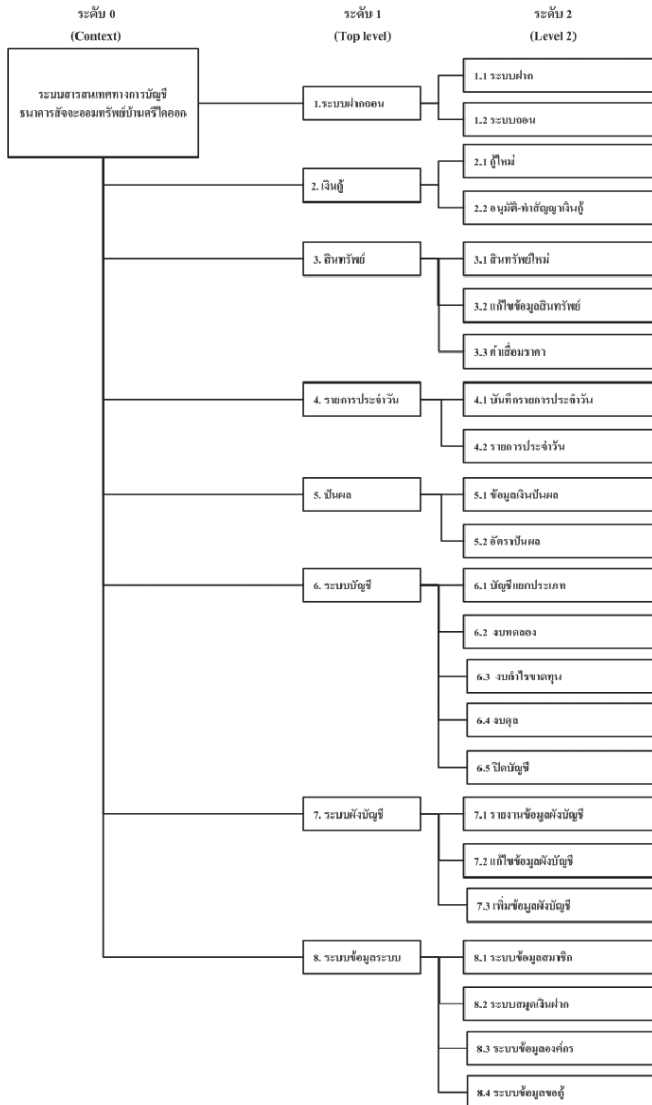 ระดับ 0 ระดับ 1 ระดับ 2
(Context) (Top level) (Level 2)
ระบบสารสนเทศทางการบัญชี
ธนาคารสัจจะออมทรัพย์บ้านตรีไตออก
1.ระบบฝากถอน
1.1 ระบบฝาก
1.2 ระบบถอน
2. เงินกู้
2.1 กู้ใหม่
2.2 อนุมัติ-ทำสัญญาเงินกู้
3. สินทรัพย์
3.1 สินทรัพย์ใหม่
3.2 แก้ไขข้อมูลสินทรัพย์
3.3 ค่าเสื่อมราคา
4. รายการประจำวัน
4.1 บันทึกรายการประจำวัน
4.2 รายการประจำวัน
5. ปันผล
5.1 ข้อมูลเงินปันผล
5.2 อัตราปันผล
6. ระบบบัญชี
6.1 บัญชีแยกประเภท
6.2 งบทดลอง
6.3 งบกำไรขาดทุน
6.4 งบดุล
6.5 ปิดบัญชี
7. ระบบผังบัญชี
7.1 รายงานข้อมูลผังบัญชี
7.2 แก้ไขข้อมูลผังบัญชี
7.3 เพิ่มข้อมูลผังบัญชี
8. ระบบข้อมูลระบบ
8.1 ระบบข้อมูลสมาชิก
8.2 ระบบสมุดเงินฝาก
8.3 ระบบข้อมูลองค์กร
8.4 ระบบข้อมูลขอกู้